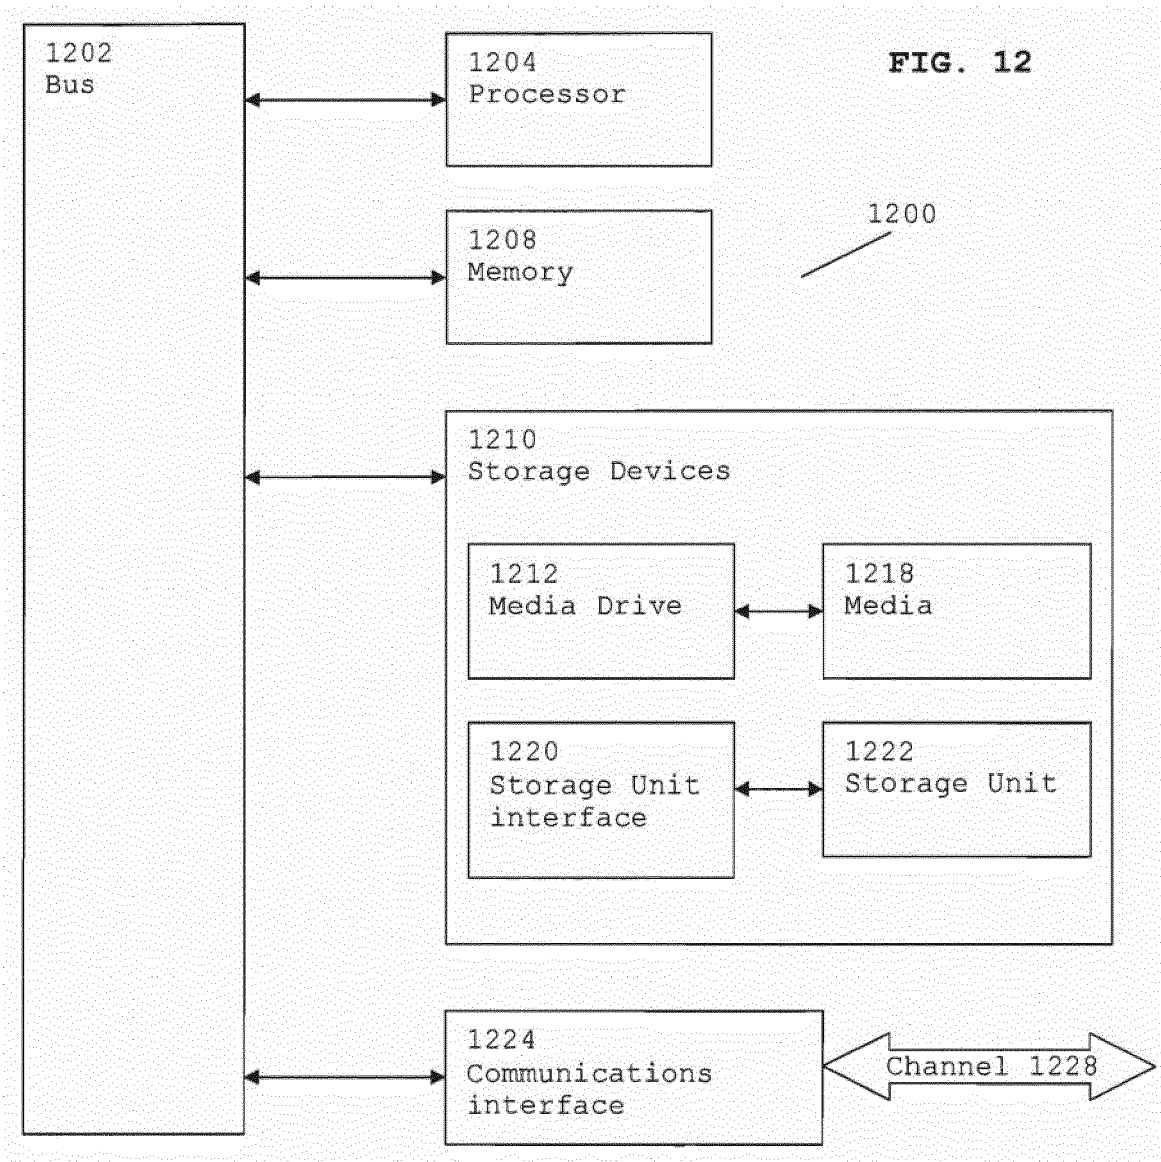 1202
Bus
1204
Processor
FIG. 12
1200
1208
Memory
1210
Storage Devices
1212
Media Drive
1218
Media
1220
Storage Unit
interface
1222
Storage Unit
1224
Communications
interface
Channel 1228